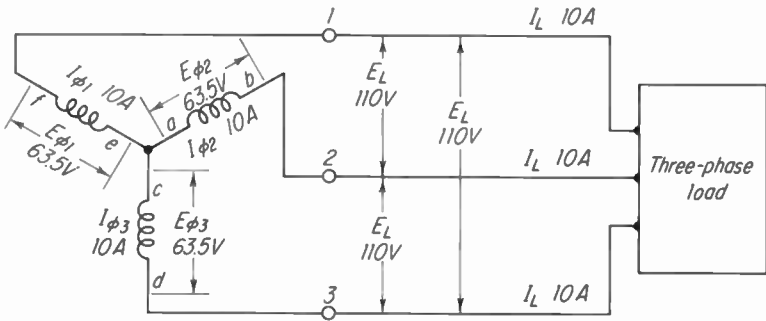 1
I_L 10A
I_ϕ1 10A
E_ϕ2
63.5V
f
e
a
b
I_ϕ2
10A
E_ϕ1
63.5V
E_L
110V
E_L
110V
2
I_L 10A
Three-phase
load
c
I_ϕ3
10A
E_ϕ3
63.5V
d
E_L
110V
3
I_L 10A